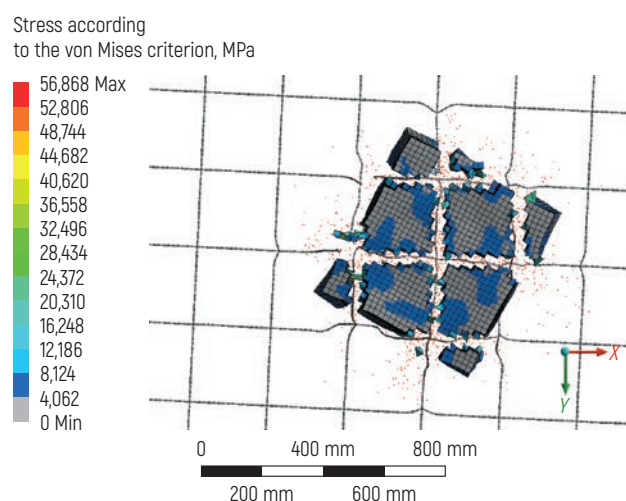 Stress according
to the von Mises criterion, MPa
56,868 Max
52,806
48,744
44,682
40,620
36,558
32,496
28,434
24,372
20,310
16,248
12,186
8,124
4,062
0 Min
X
Y
0 400 mm 800 mm
200 mm 600 mm